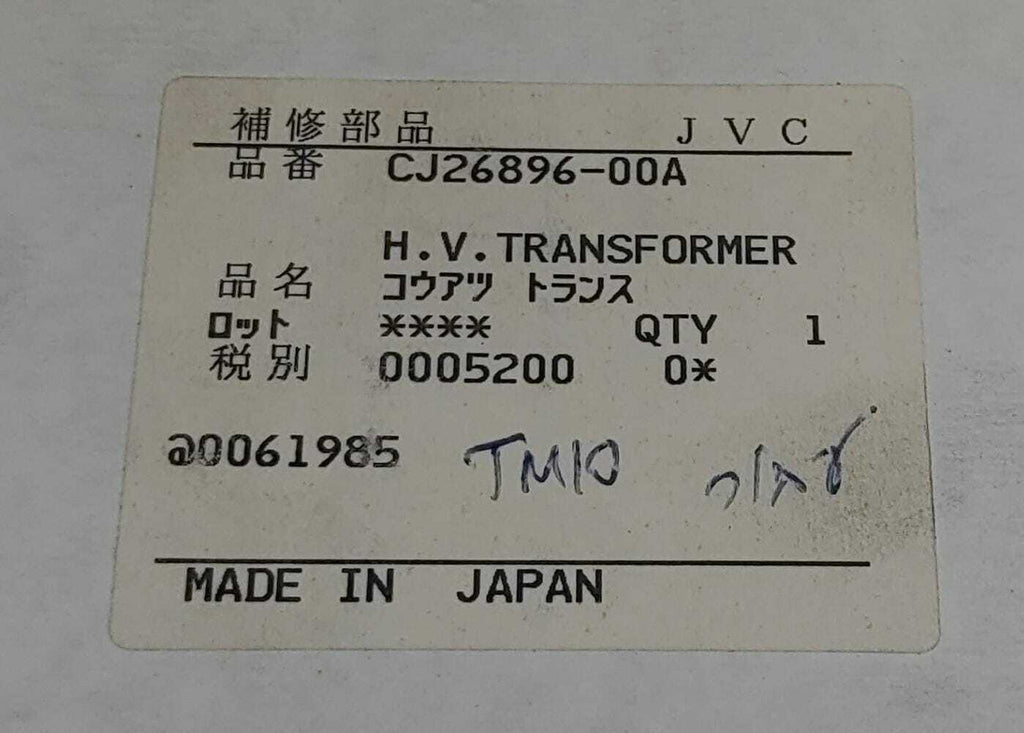 補修部品 JVC
品番 CJ26896-00A
H.V.TRANSFORMER
品名 コウアツ トランス
ロット **** QTY 1
税別 0005200 0*
@0061985 TM10
MADE IN JAPAN